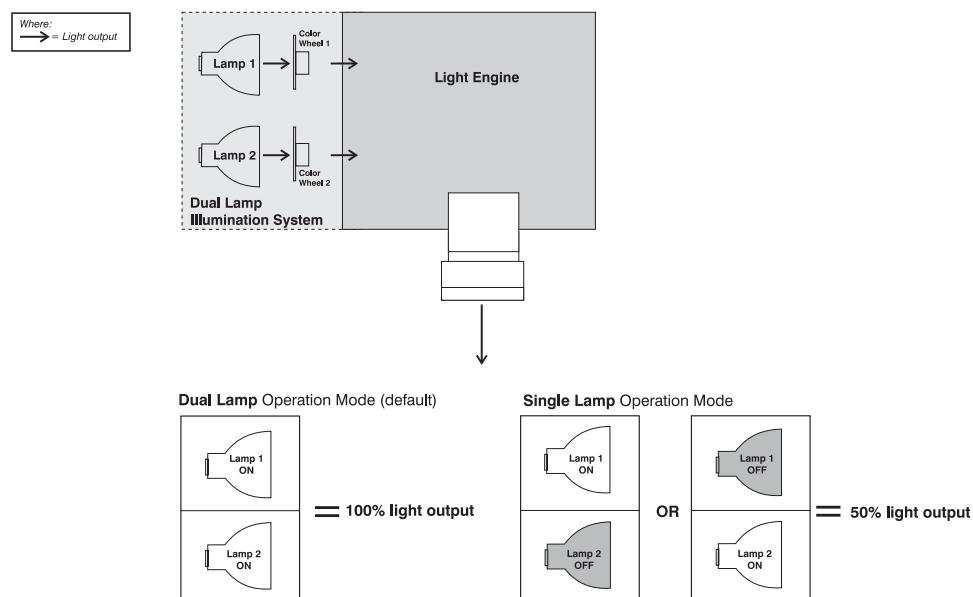 Where:
= Light output
Color
Wheel 1
Lamp 1
Light Engine
Lamp 2
Color
Wheel 2
Dual Lamp
Illumination System
Dual Lamp Operation Mode (default)
Single Lamp Operation Mode
Lamp 1
ON
Lamp 2
ON
= 100% light output
Lamp 1
ON
Lamp 2
OFF
OR
Lamp 1
OFF
Lamp 2
ON
= 50% light output